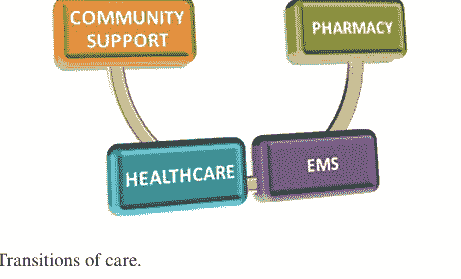 COMMUNITY
SUPPORT
PHARMACY
HEALTHCARE
EMS
Transitions of care.